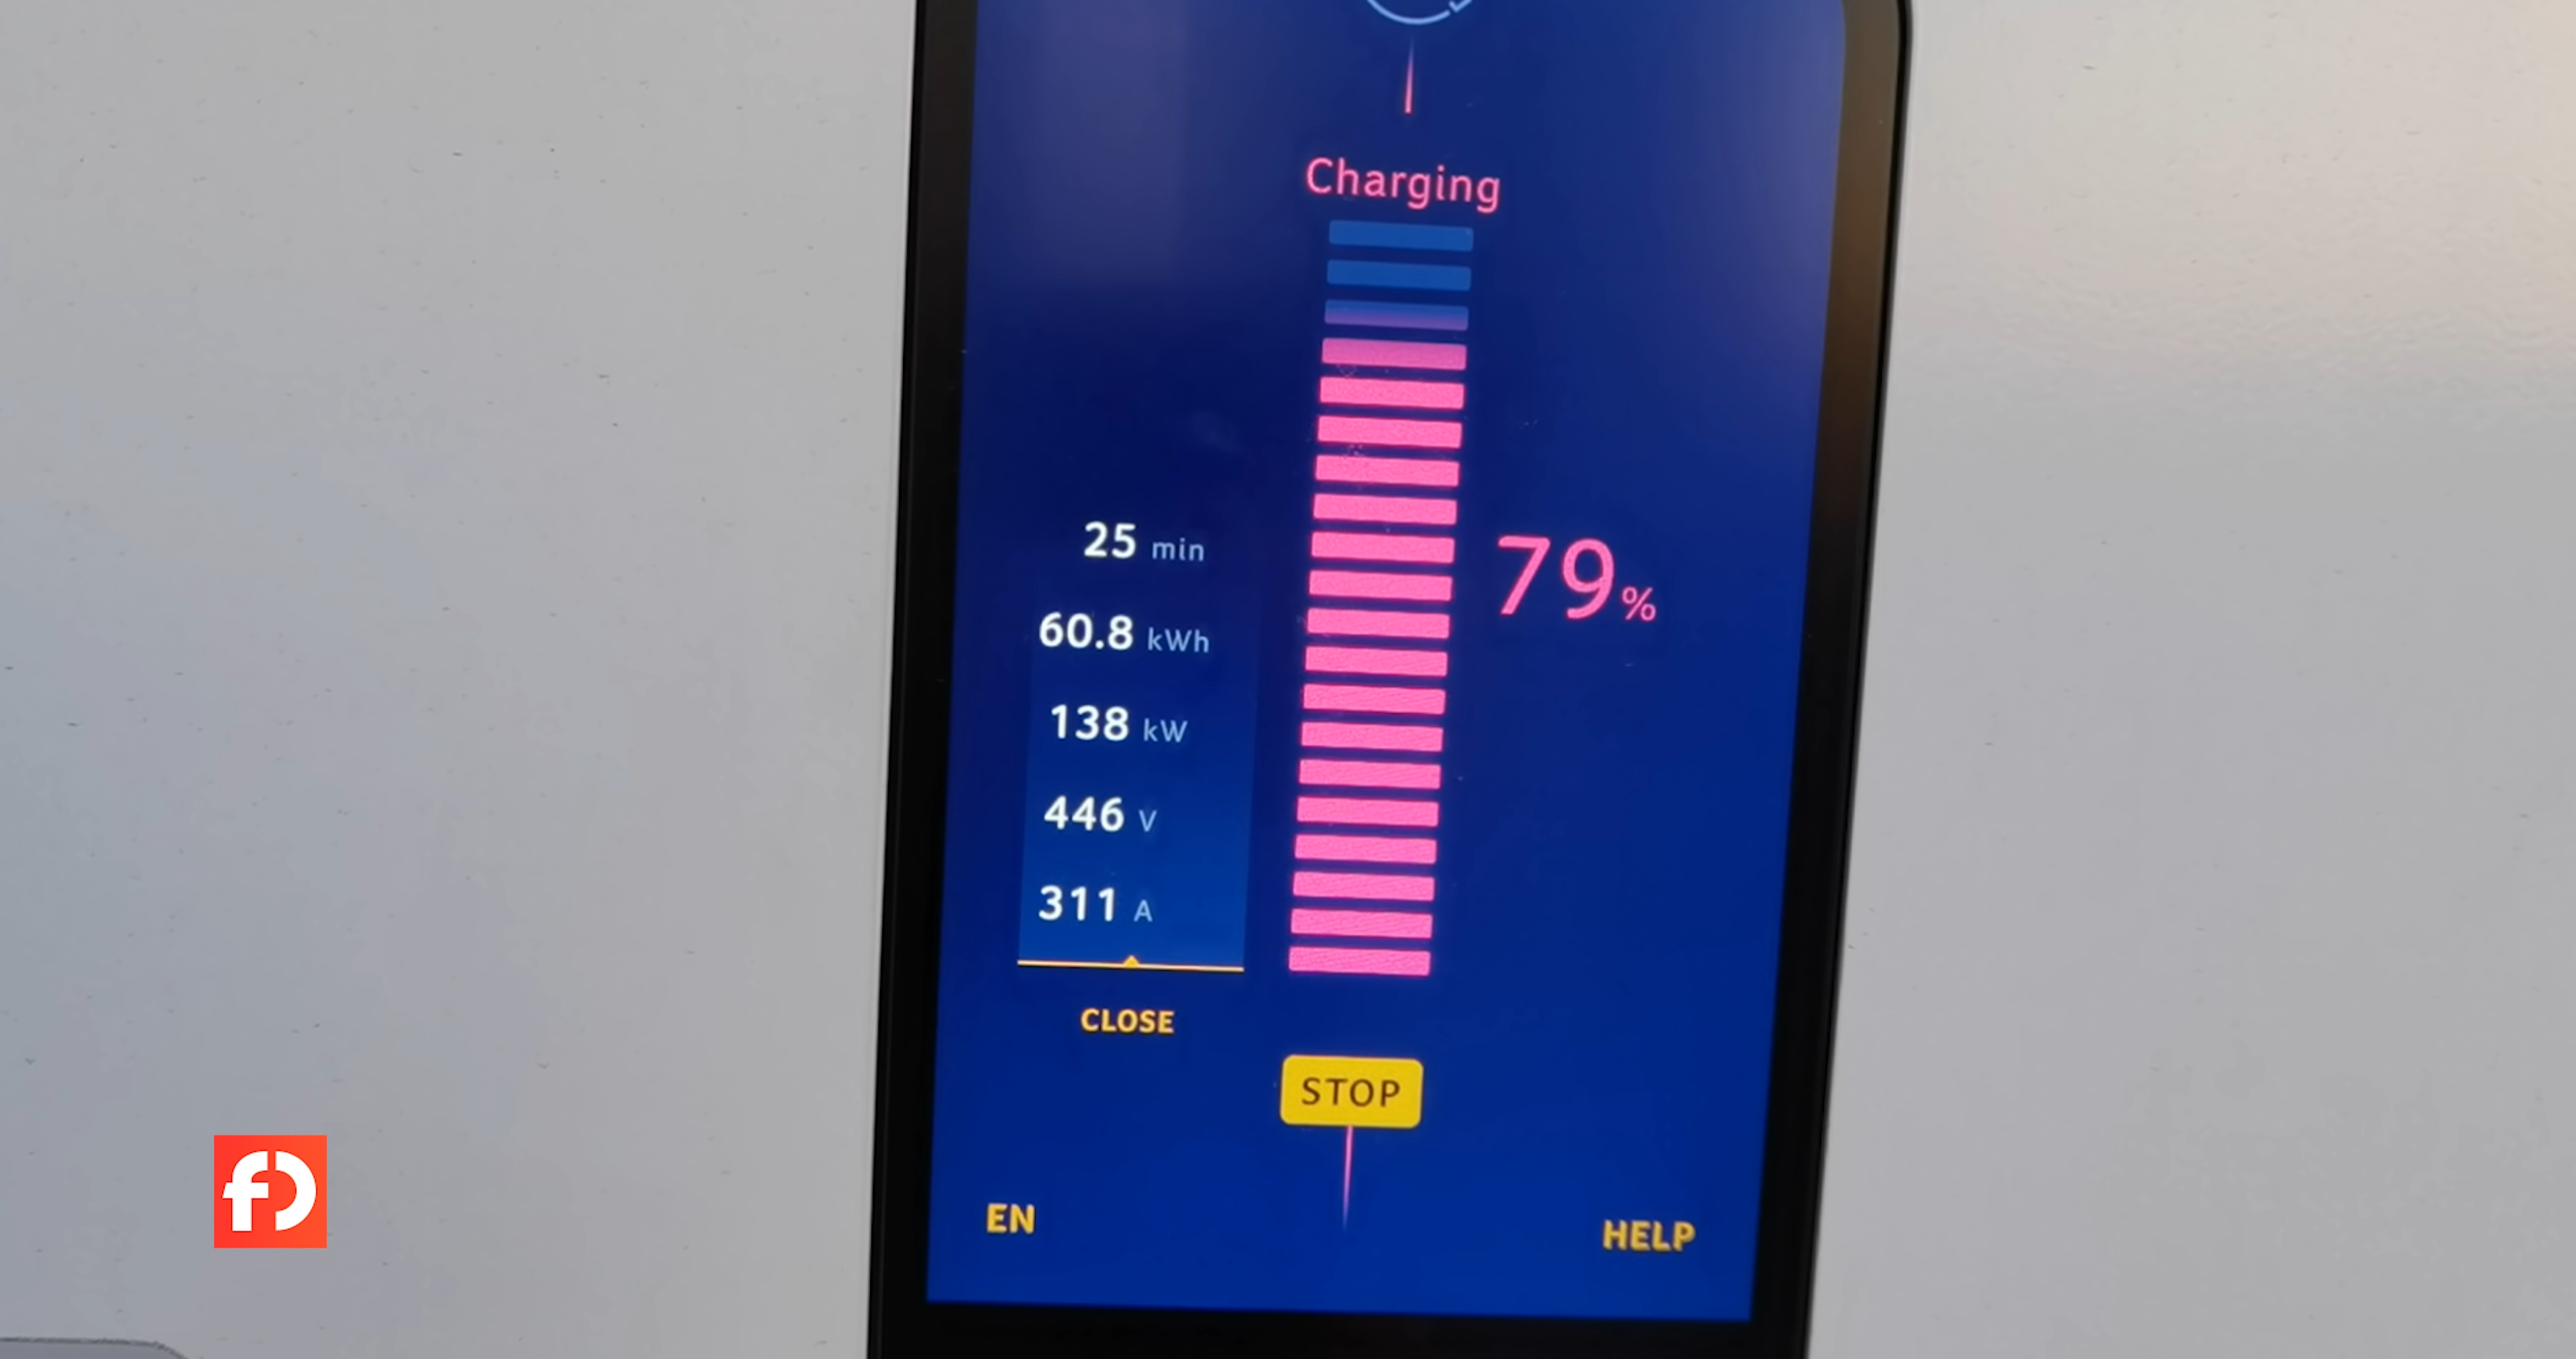 Charging
25 min
60.8 kWh
138 kW
446 V
311 A
79%
CLOSE
STOP
EN
HELP